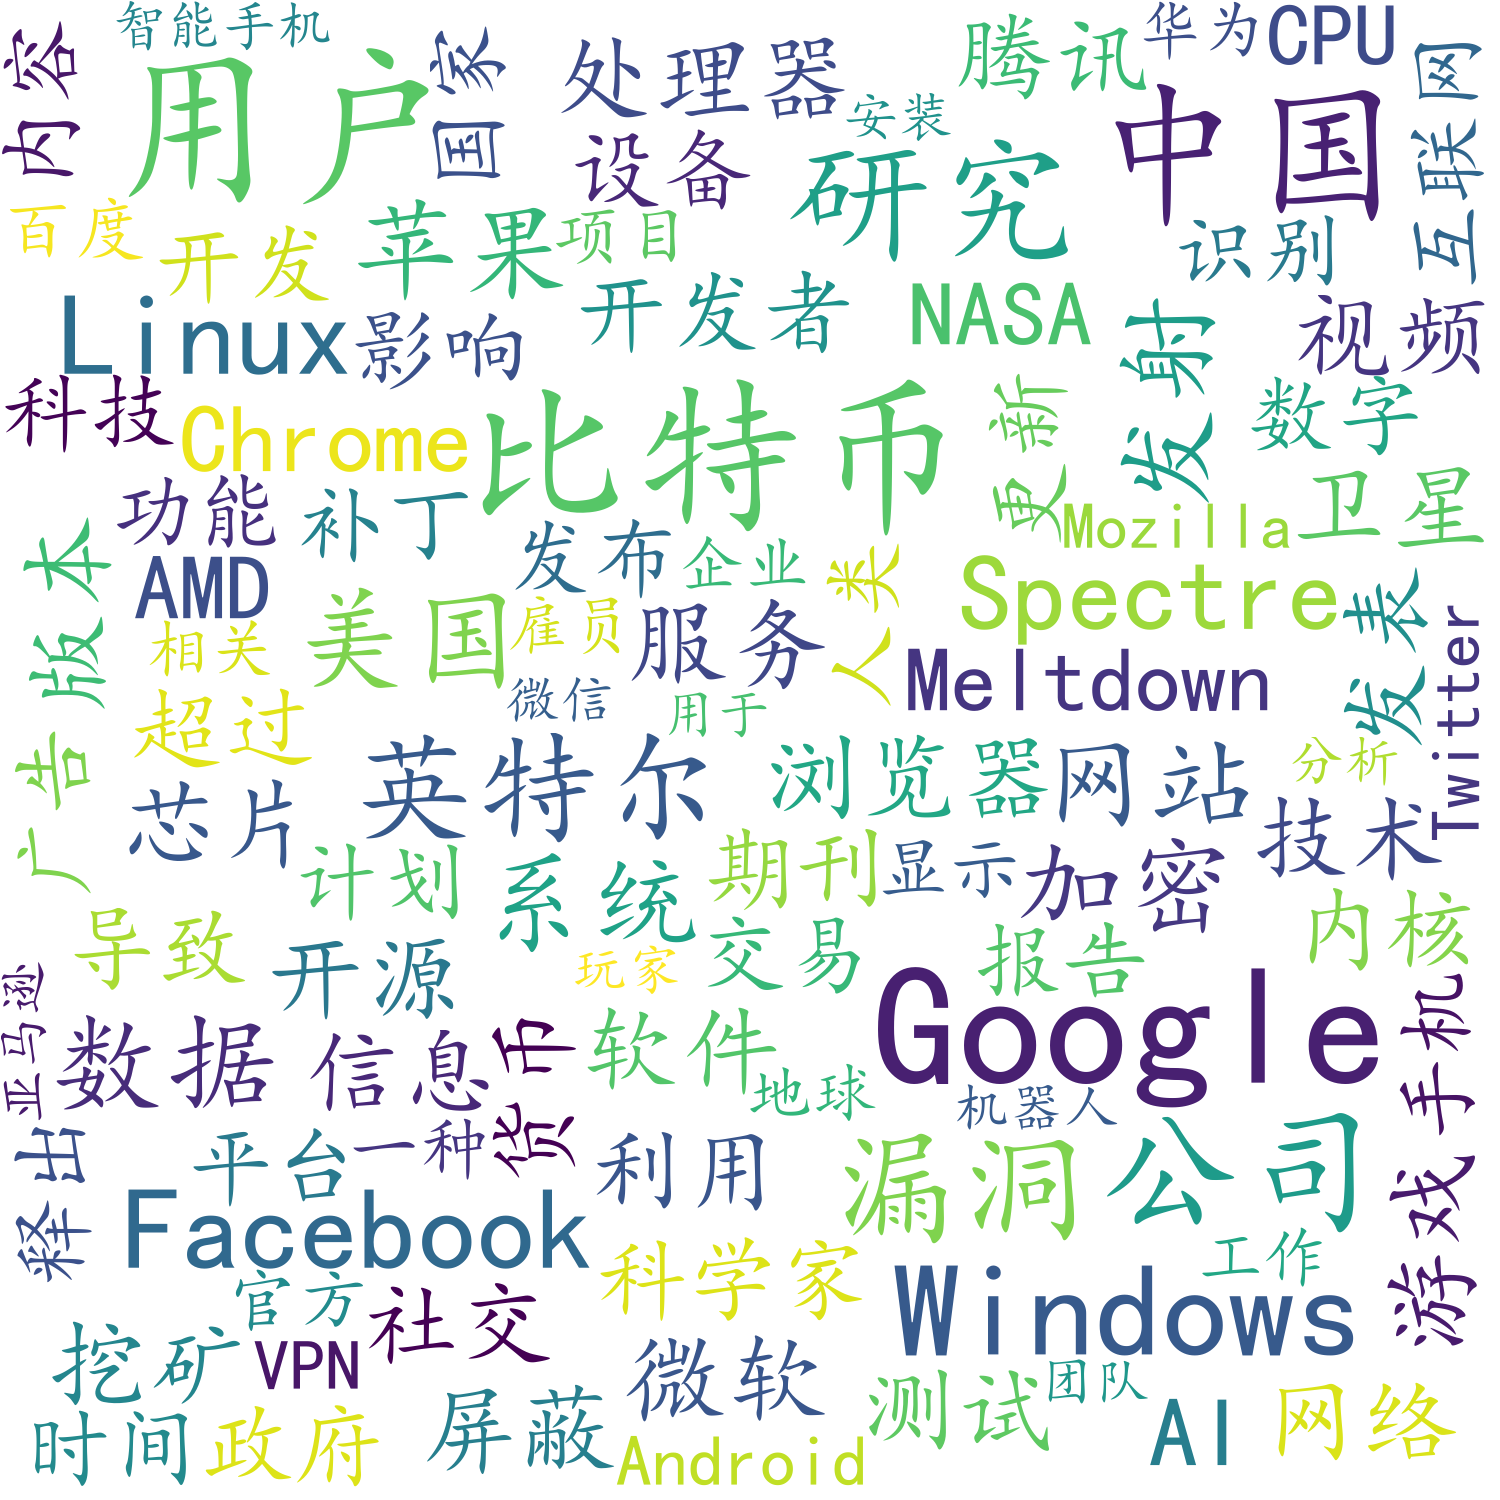 智能手机
内容
用户
国家
处理器
腾讯
华为
CPU
互联网
安装
设备
研究
中国
百度
开发
苹果
项目
识别
Linux
影响
开发者
NASA
发射
视频
科技
Chrome
比特币
更新
数字
功能
补丁
发布
Mozilla
卫星
版本
AMD
企业
人类
Spectre
发表
美国
雇员
服务
相关
Meltdown
Twitter
超过
微信
用于
广告
芯片
英特尔
浏览器
网站
分析
技术
计划
系统
期刊
显示
加密
内核
导致
开源
玩家
交易
报告
Google
手机
亚马逊
数据
信息
货币
软件
地球
机器人
释出
平台
一种
利用
漏洞
公司
游戏
Facebook
科学家
工作
官方
社交
Windows
挖矿
VPN
微软
测试
团队
时间
政府
屏蔽
Android
AI
网络